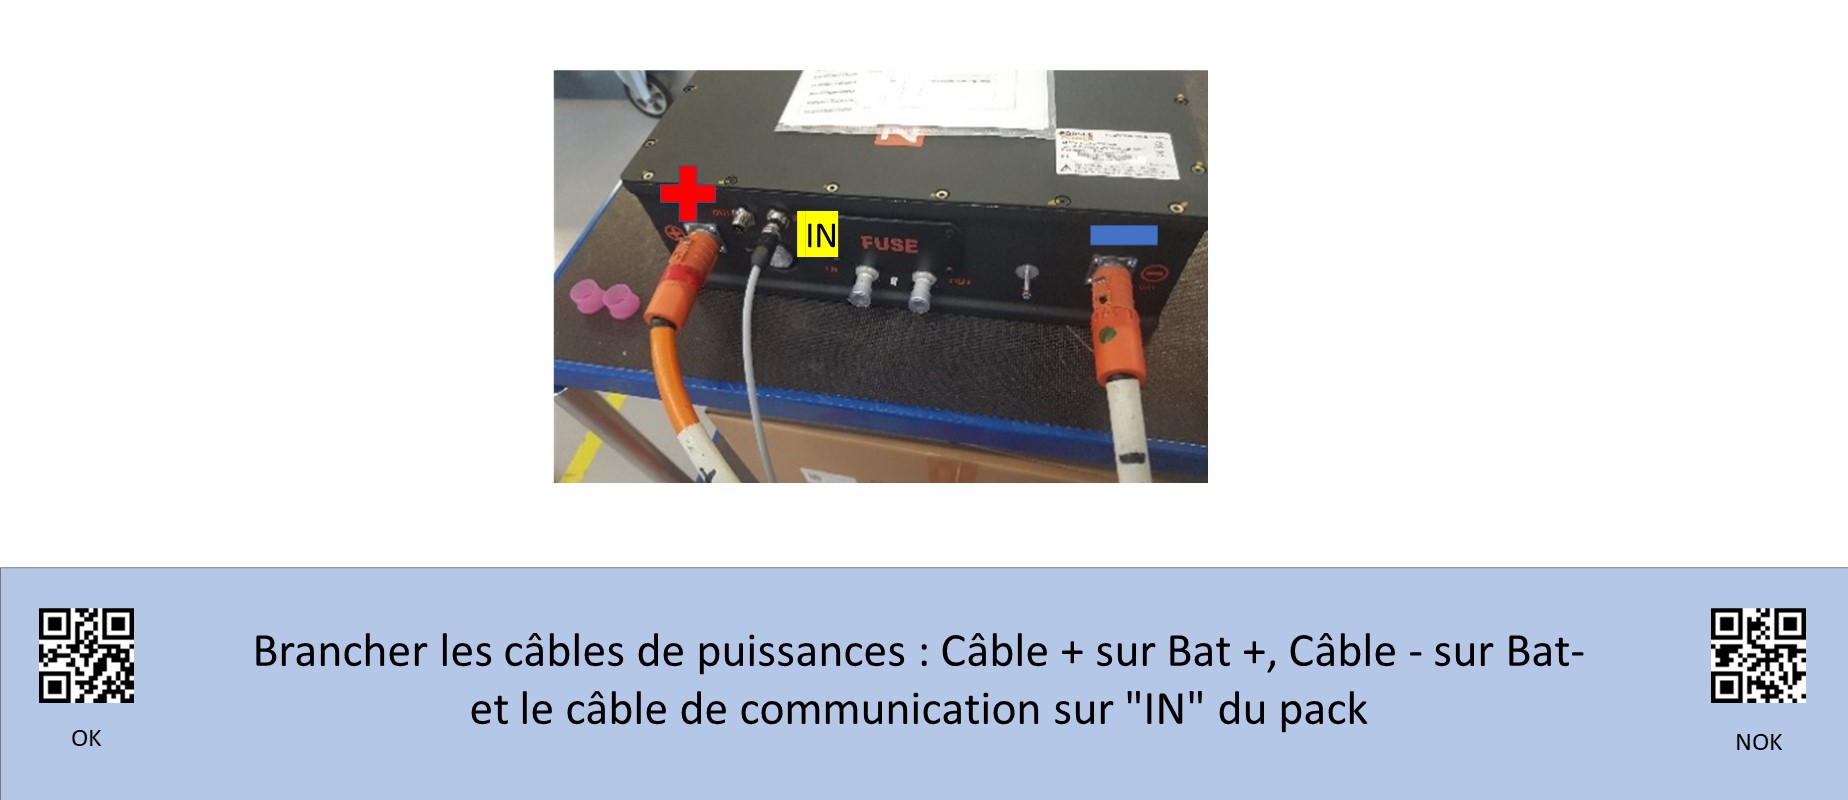 IN
FUSE
Brancher les câbles de puissances : Câble + sur Bat +, Câble - sur Bat-
et le câble de communication sur "IN" du pack
OK
NOK